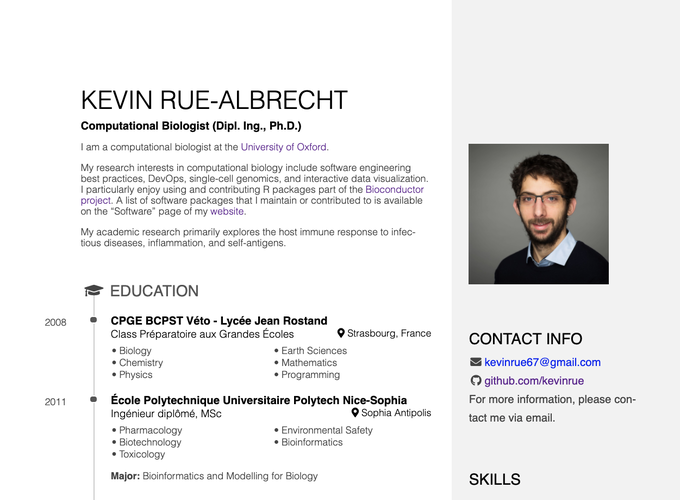 KEVIN RUE-ALBRECHT
Computational Biologist (Dipl. Ing., Ph.D.)
I am a computational biologist at the University of Oxford.
My research interests in computational biology include software engineering
best practices, DevOps, single-cell genomics, and interactive data visualization.
I particularly enjoy using and contributing R packages part of the Bioconductor
project. A list of software packages that I maintain or contributed to is available
on the “Software” page of my website.
My academic research primarily explores the host immune response to infec-
tious diseases, inflammation, and self-antigens.
EDUCATION
2008
CPGE BCPST Véto - Lycée Jean Rostand
Class Préparatoire aux Grandes Écoles
Strasbourg, France
• Biology
• Chemistry
• Physics
• Earth Sciences
• Mathematics
• Programming
2011
École Polytechnique Universitaire Polytech Nice-Sophia
Ingénieur diplômé, MSc
Sophia Antipolis
• Pharmacology
• Biotechnology
• Toxicology
• Environmental Safety
• Bioinformatics
Major: Bioinformatics and Modelling for Biology
CONTACT INFO
kevinrue67@gmail.com
github.com/kevinrue
For more information, please con-
tact me via email.
SKILLS